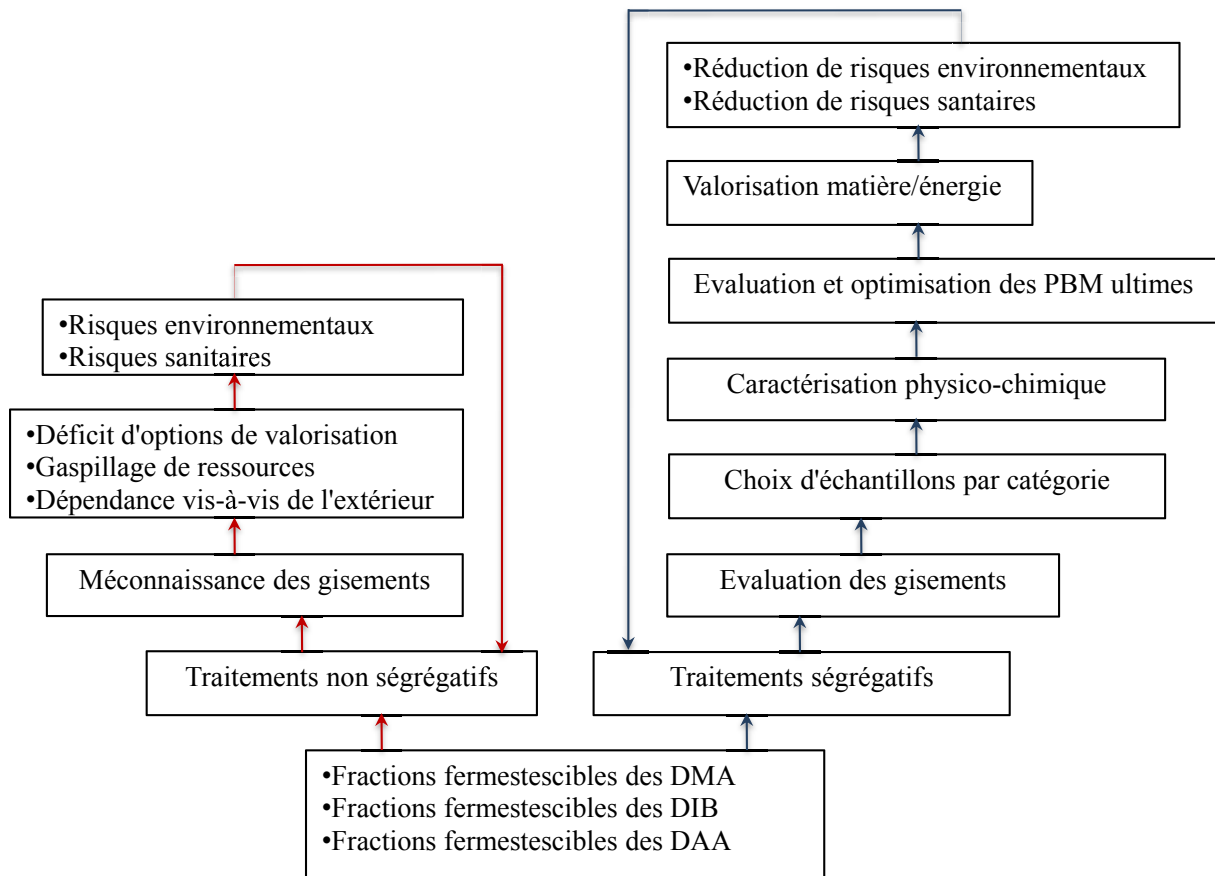 •Réduction de risques environnementaux
•Réduction de risques santaires
Valorisation matière/énergie
Evaluation et optimisation des PBM ultimes
•Risques environnementaux
•Risques sanitaires
Caractérisation physico-chimique
•Déficit d'options de valorisation
•Gaspillage de ressources
•Dépendance vis-à-vis de l'extérieur
Choix d'échantillons par catégorie
Méconnaissance des gisements
Evaluation des gisements
Traitements non ségrégatifs
Traitements ségrégatifs
•Fractions fermestescibles des DMA
•Fractions fermestescibles des DIB
•Fractions fermestescibles des DAA